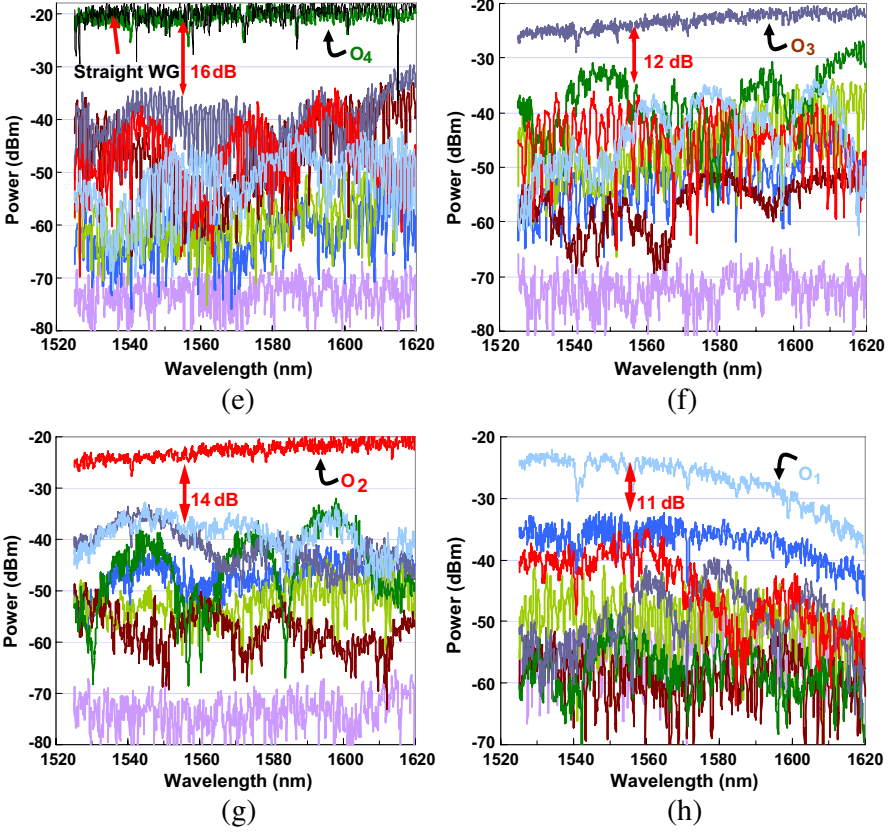 -20
-30
-40
-50
-60
-70
-80
Power (dBm)
Straight WG
16 dB
O4
1520 1540 1560 1580 1600 1620
Wavelength (nm)
(e)
-20
-30
-40
-50
-60
-70
-80
Power (dBm)
12 dB
O3
1520 1540 1560 1580 1600 1620
Wavelength (nm)
(f)
-20
-30
-40
-50
-60
-70
-80
Power (dBm)
14 dB
O2
1520 1540 1560 1580 1600 1620
Wavelength (nm)
(g)
-20
-30
-40
-50
-60
-70
Power (dBm)
11 dB
O1
1520 1540 1560 1580 1600 1620
Wavelength (nm)
(h)